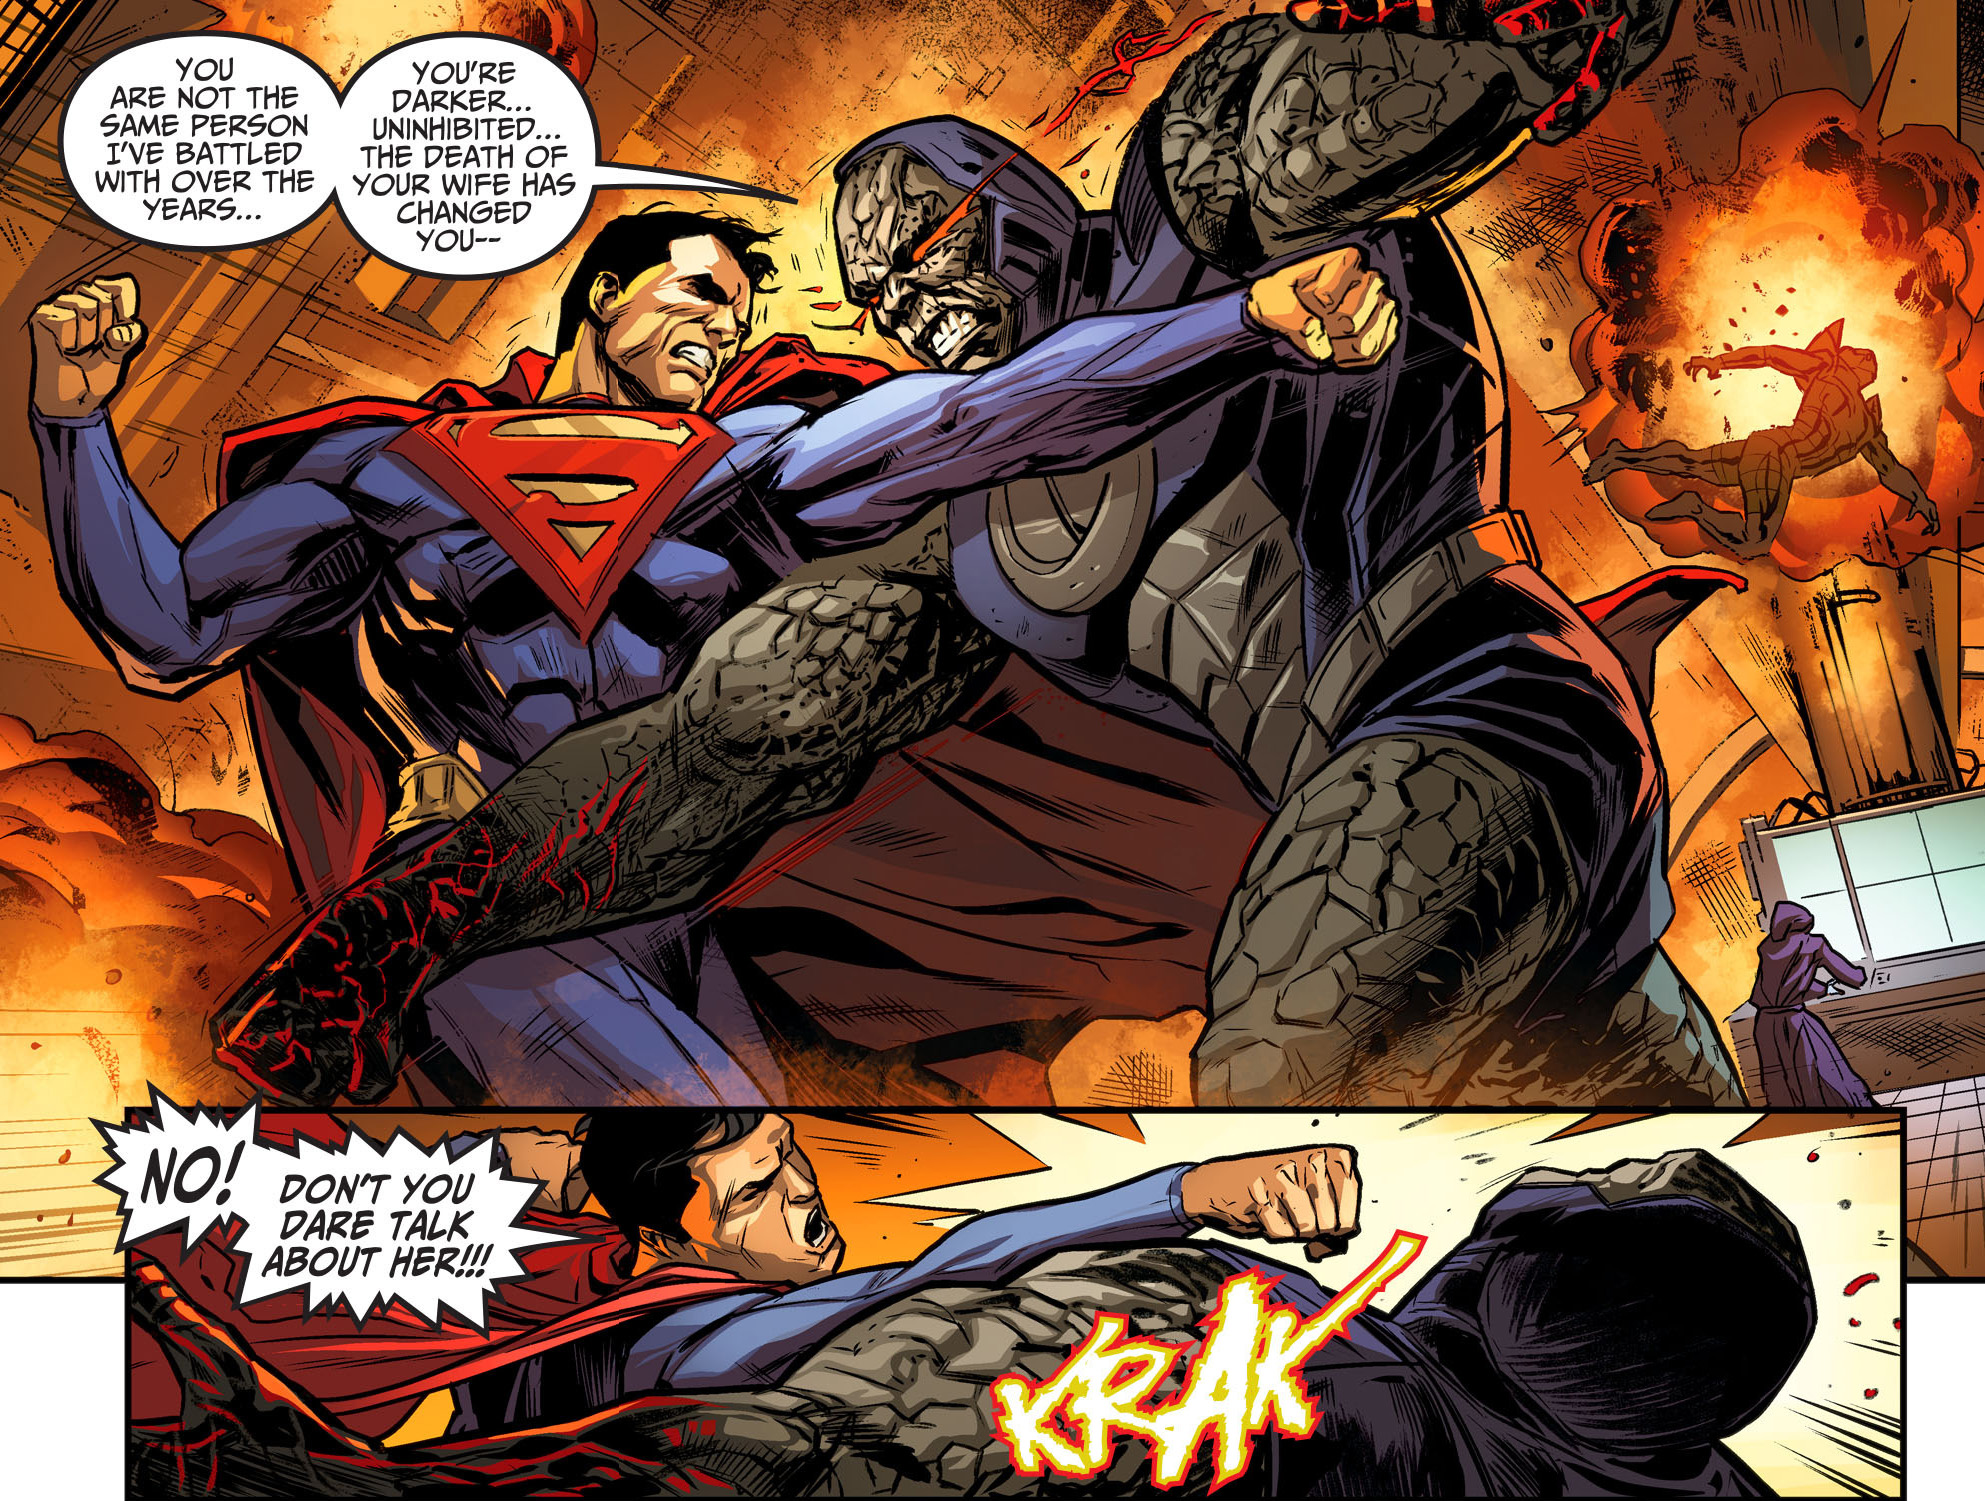 YOU
ARE NOT THE
SAME PERSON
I'VE BATTLED
WITH OVER THE
YEARS...
YOU'RE
DARKER...
UNINHIBITED...
THE DEATH OF
YOUR WIFE HAS
CHANGED
YOU--
NO!
DON'T YOU
DARE TALK
ABOUT HER!!!
KRAK